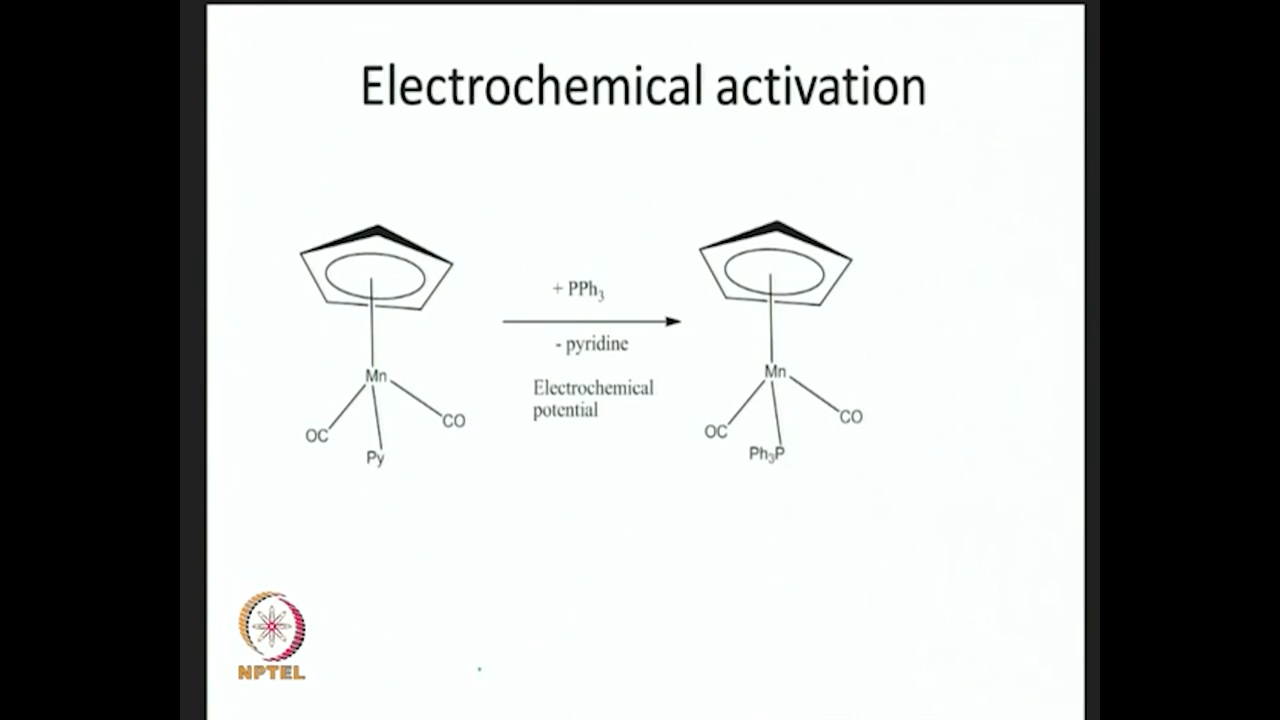 Electrochemical activation
+ PPh3
- pyridine
Electrochemical
potential
Mn
OC
CO
Py
Mn
OC
CO
Ph3P
NPTEL